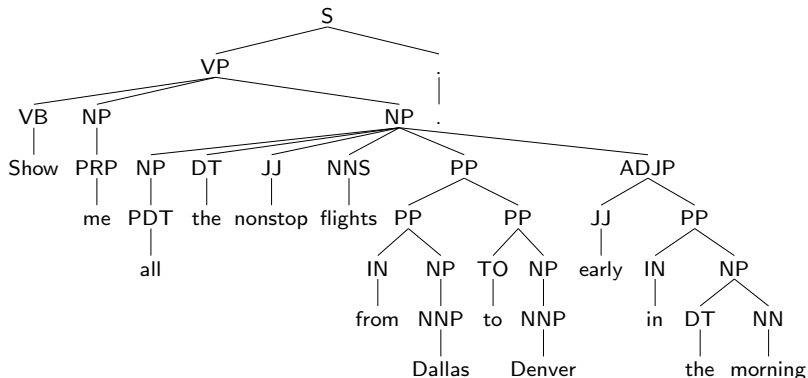 S
VP .
VB NP NP .
Show PRP NP DT JJ NNS PP ADJP
me PDT the nonstop flights PP PP JJ PP
all IN NP TO NP early IN NP
from NNP to NNP in DT NN
Dallas Denver the morning